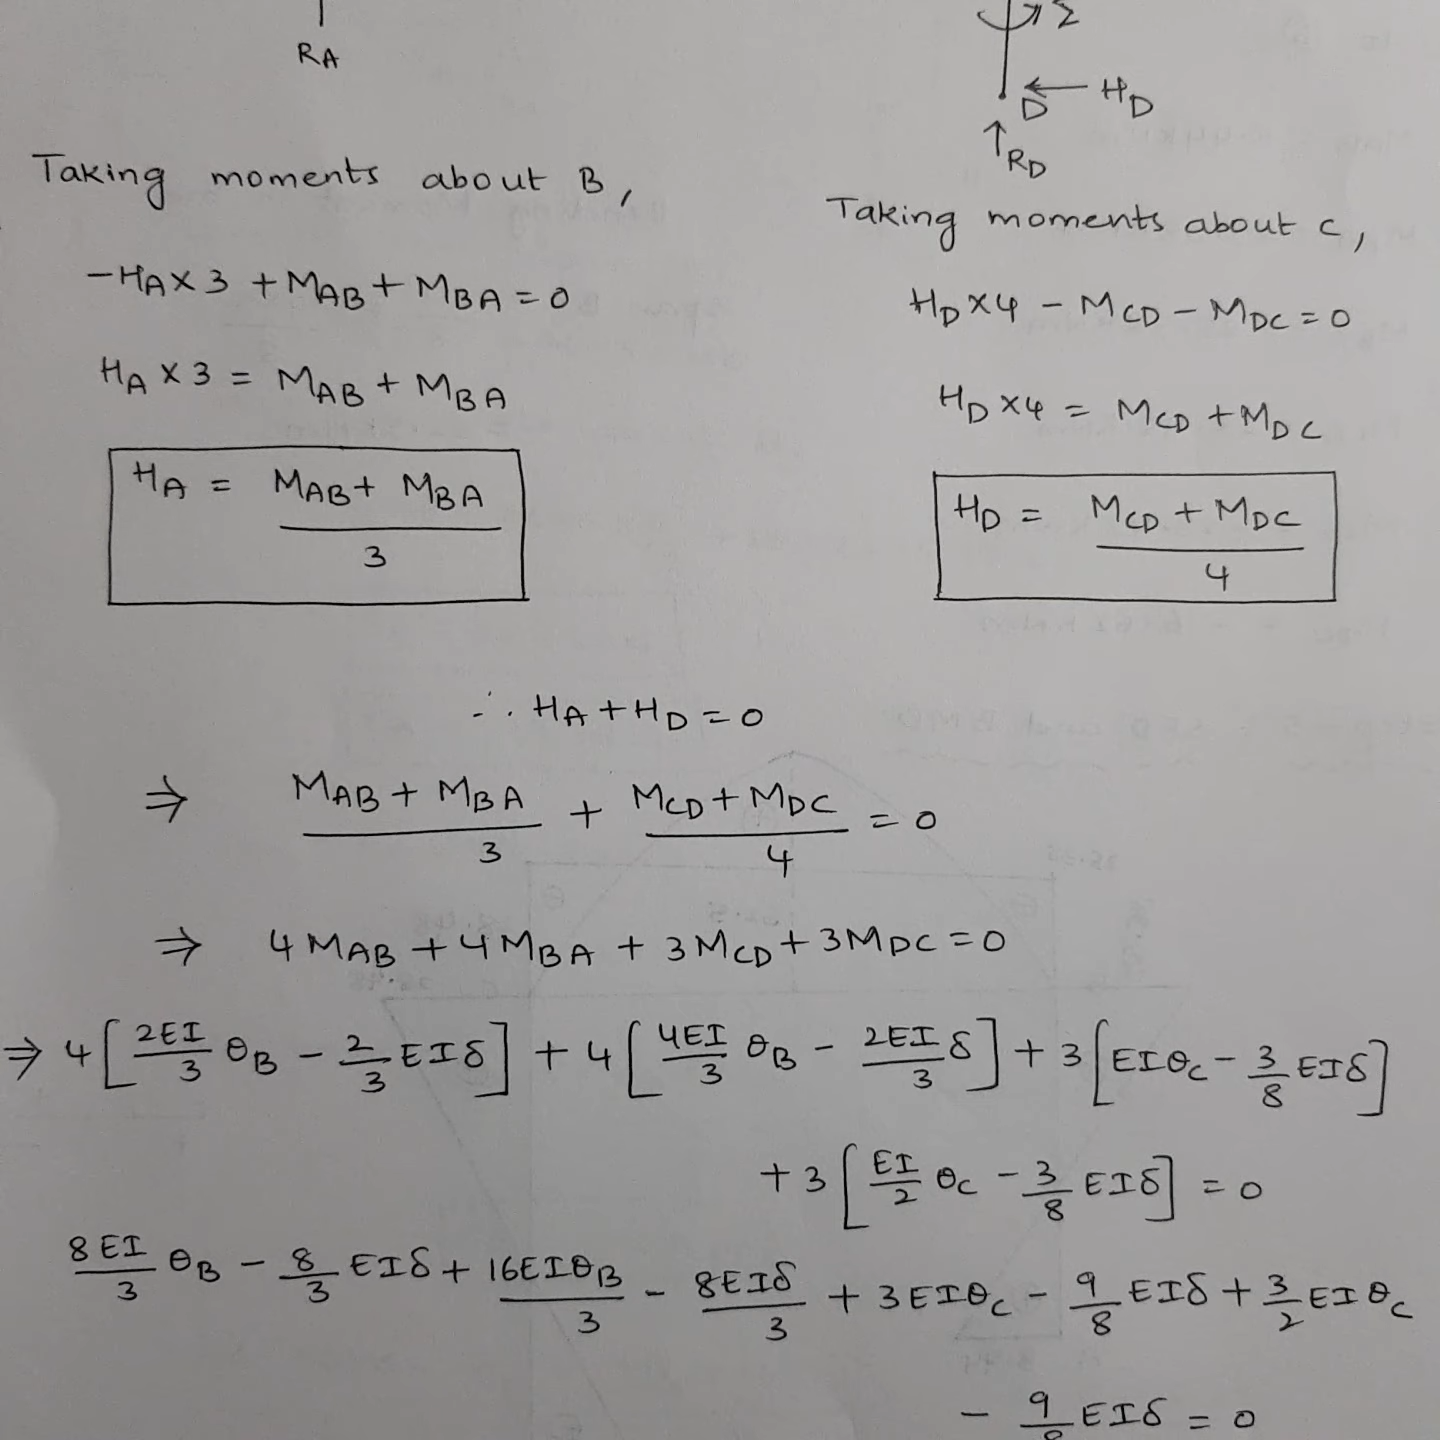 RA
Σ
D ← HD
↑ RD
Taking moments about B,
-HA×3 + MAB + MBA = 0
HA × 3 = MAB + MBA
HA = (MAB + MBA)/3
Taking moments about C,
HD×4 - MCD - MDC = 0
HD×4 = MCD + MDC
HD = (MCD + MDC)/4
∴ HA + HD = 0
⇒ (MAB + MBA)/3 + (MCD + MDC)/4 = 0
⇒ 4MAB + 4MBA + 3MCD + 3MDC = 0
⇒ 4[2EI/3 θB - 2/3 EIδ] + 4[4EI/3 θB - 2EI/3 δ] + 3[EIθC - 3/8 EIδ]
+ 3[EI/2 θC - 3/8 EIδ] = 0
8EI/3 θB - 8/3 EIδ + 16EIθB/3 - 8EIδ/3 + 3EIθC - 9/8 EIδ + 3/2 EIθC
- 9/8 EIδ = 0